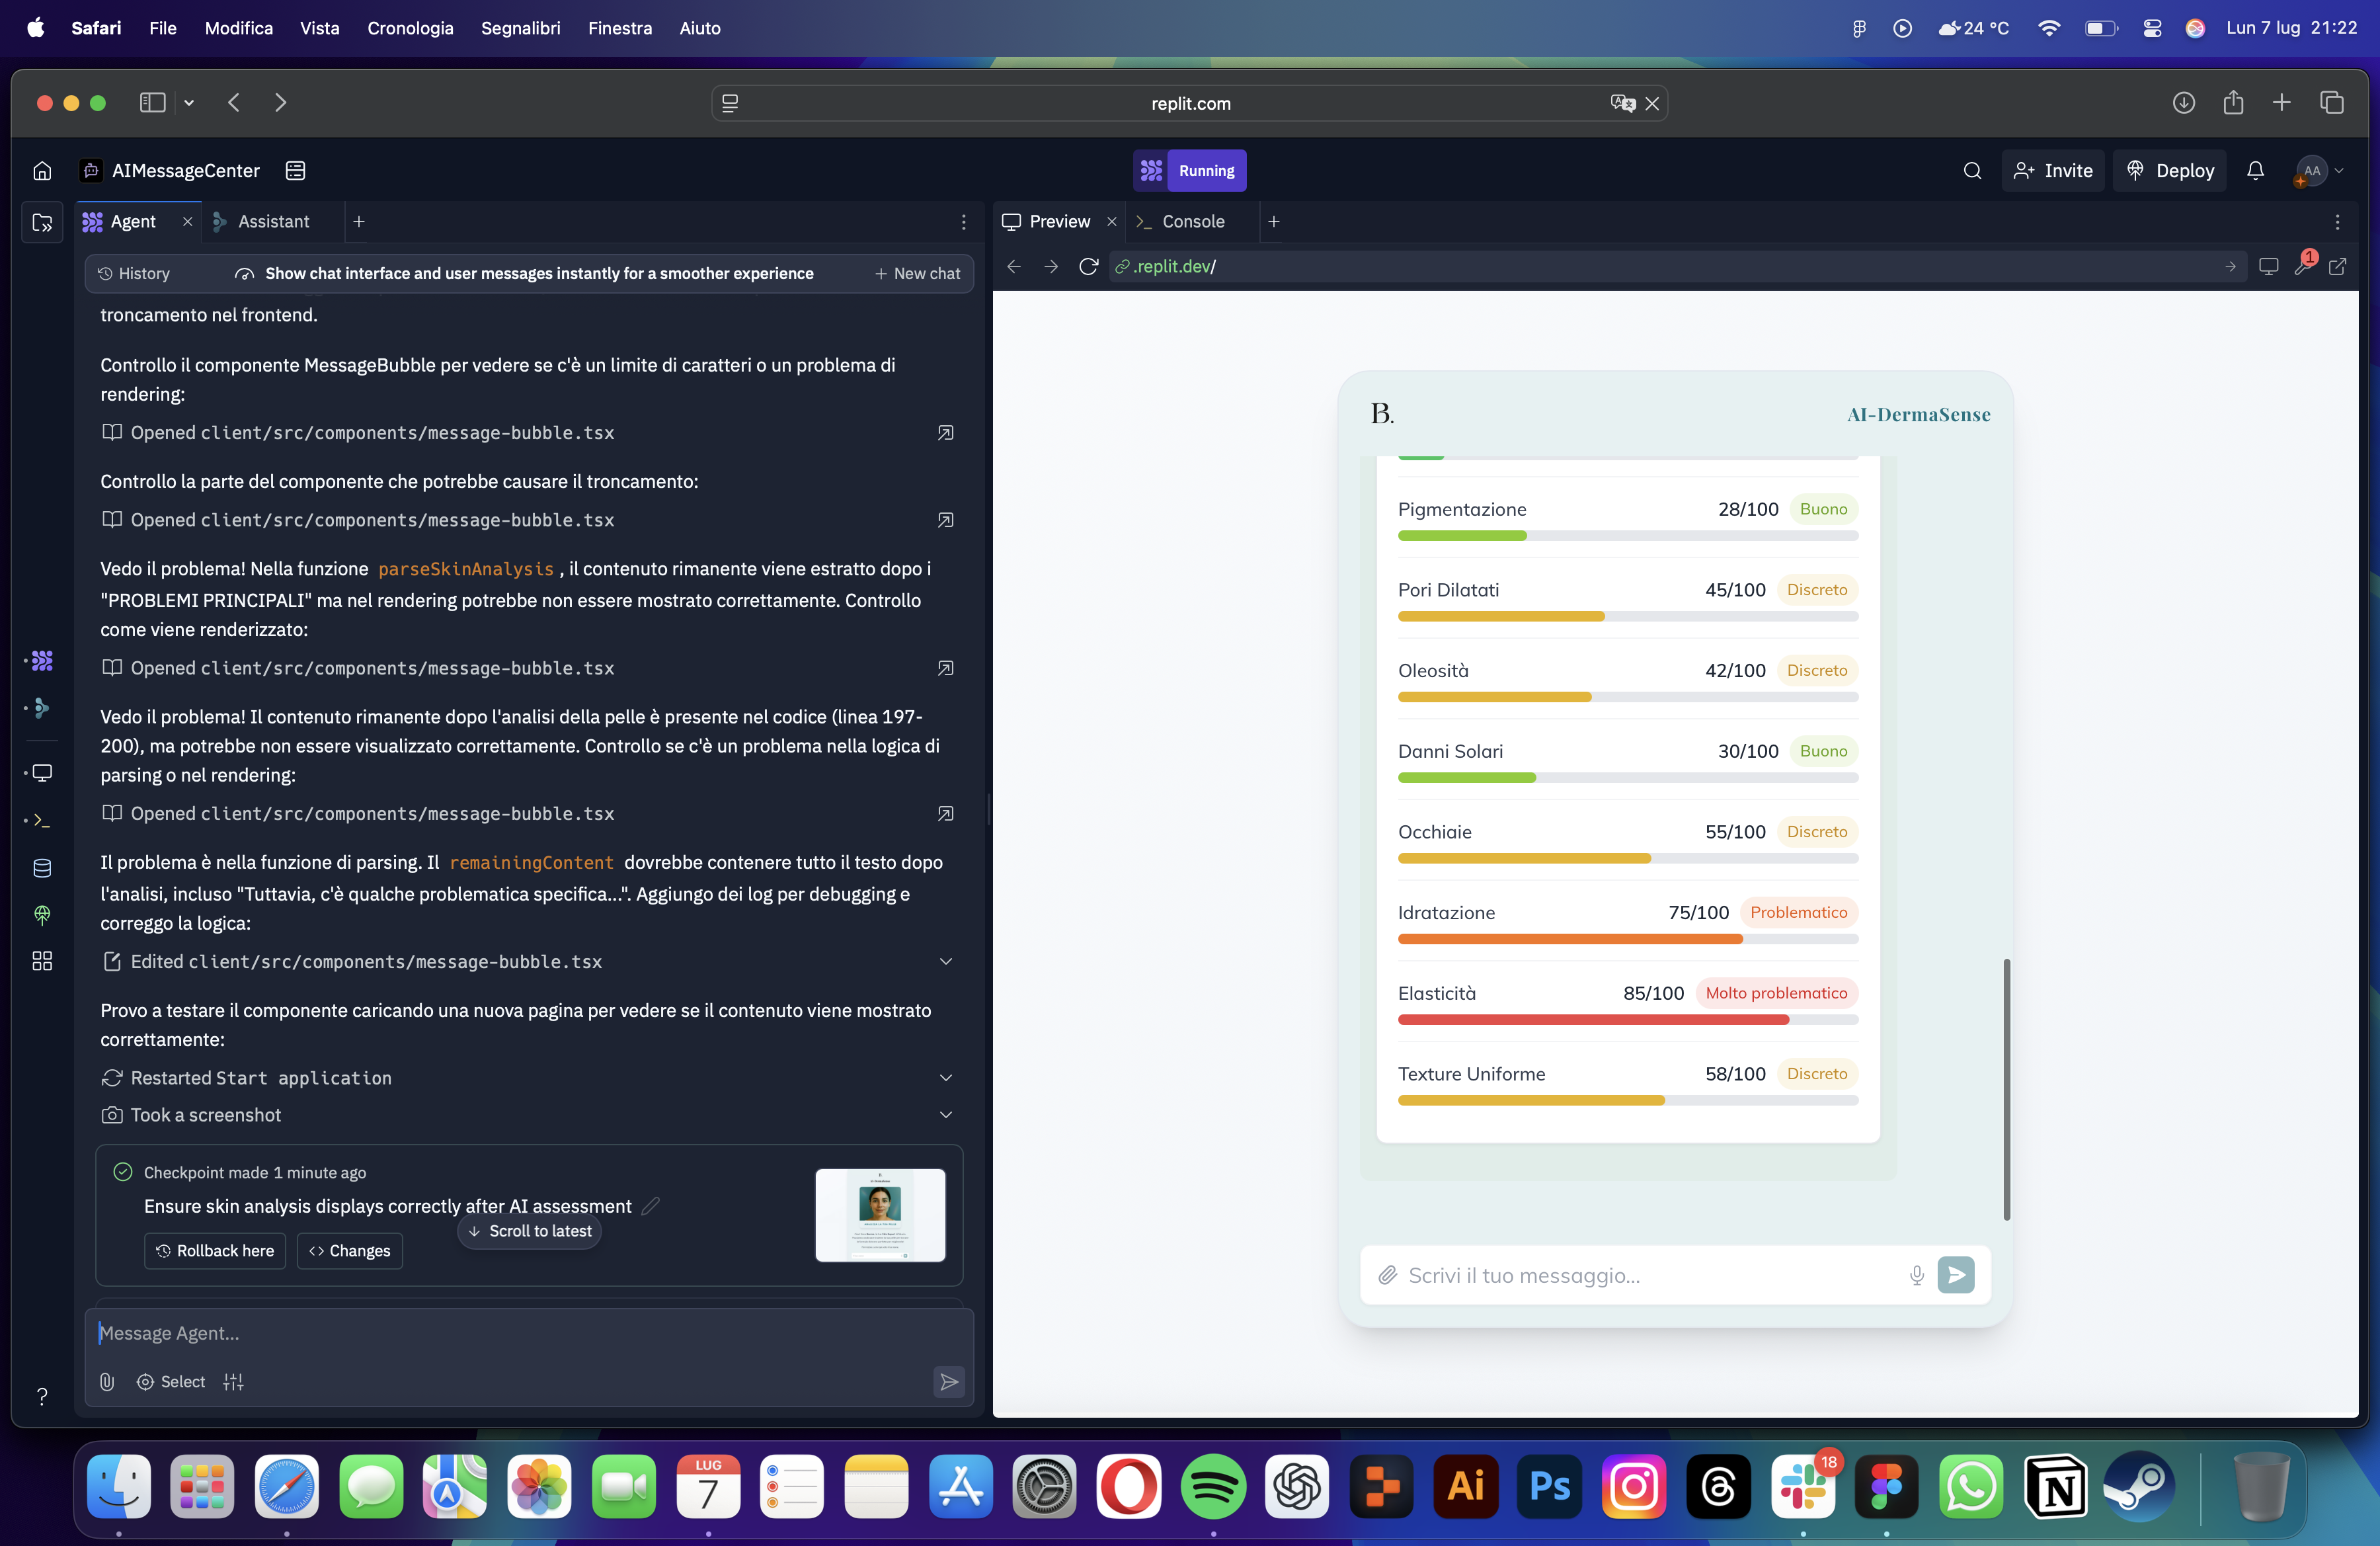 Safari File Modifica Vista Cronologia Segnalibri Finestra Aiuto
24 °C Lun 7 lug 21:22
replit.com
AIMessageCenter
Running
Invite
Deploy
AA
Agent
Assistant
History
Show chat interface and user messages instantly for a smoother experience
New chat
troncamento nel frontend.
Controllo il componente MessageBubble per vedere se c'è un limite di caratteri o un problema di
rendering:
Opened client/src/components/message-bubble.tsx
Controllo la parte del componente che potrebbe causare il troncamento:
Opened client/src/components/message-bubble.tsx
Vedo il problema! Nella funzione parseSkinAnalysis, il contenuto rimanente viene estratto dopo i
"PROBLEMI PRINCIPALI" ma nel rendering potrebbe non essere mostrato correttamente. Controllo
come viene renderizzato:
Opened client/src/components/message-bubble.tsx
Vedo il problema! Il contenuto rimanente dopo l'analisi della pelle è presente nel codice (linea 197-
200), ma potrebbe non essere visualizzato correttamente. Controllo se c'è un problema nella logica di
parsing o nel rendering:
Opened client/src/components/message-bubble.tsx
Il problema è nella funzione di parsing. Il remainingContent dovrebbe contenere tutto il testo dopo
l'analisi, incluso "Tuttavia, c'è qualche problematica specifica...". Aggiungo dei log per debugging e
correggo la logica:
Edited client/src/components/message-bubble.tsx
Provo a testare il componente caricando una nuova pagina per vedere se il contenuto viene mostrato
correttamente:
Restarted Start application
Took a screenshot
Checkpoint made 1 minute ago
Ensure skin analysis displays correctly after AI assessment
Scroll to latest
Rollback here
Changes
Message Agent...
Select
Preview
Console
.replit.dev/
1
B.
AI-DermaSense
Pigmentazione 28/100 Buono
Pori Dilatati 45/100 Discreto
Oleosità 42/100 Discreto
Danni Solari 30/100 Buono
Occhiaie 55/100 Discreto
Idratazione 75/100 Problematico
Elasticità 85/100 Molto problematico
Texture Uniforme 58/100 Discreto
Scrivi il tuo messaggio...
LUG
7
Ai
Ps
18
N